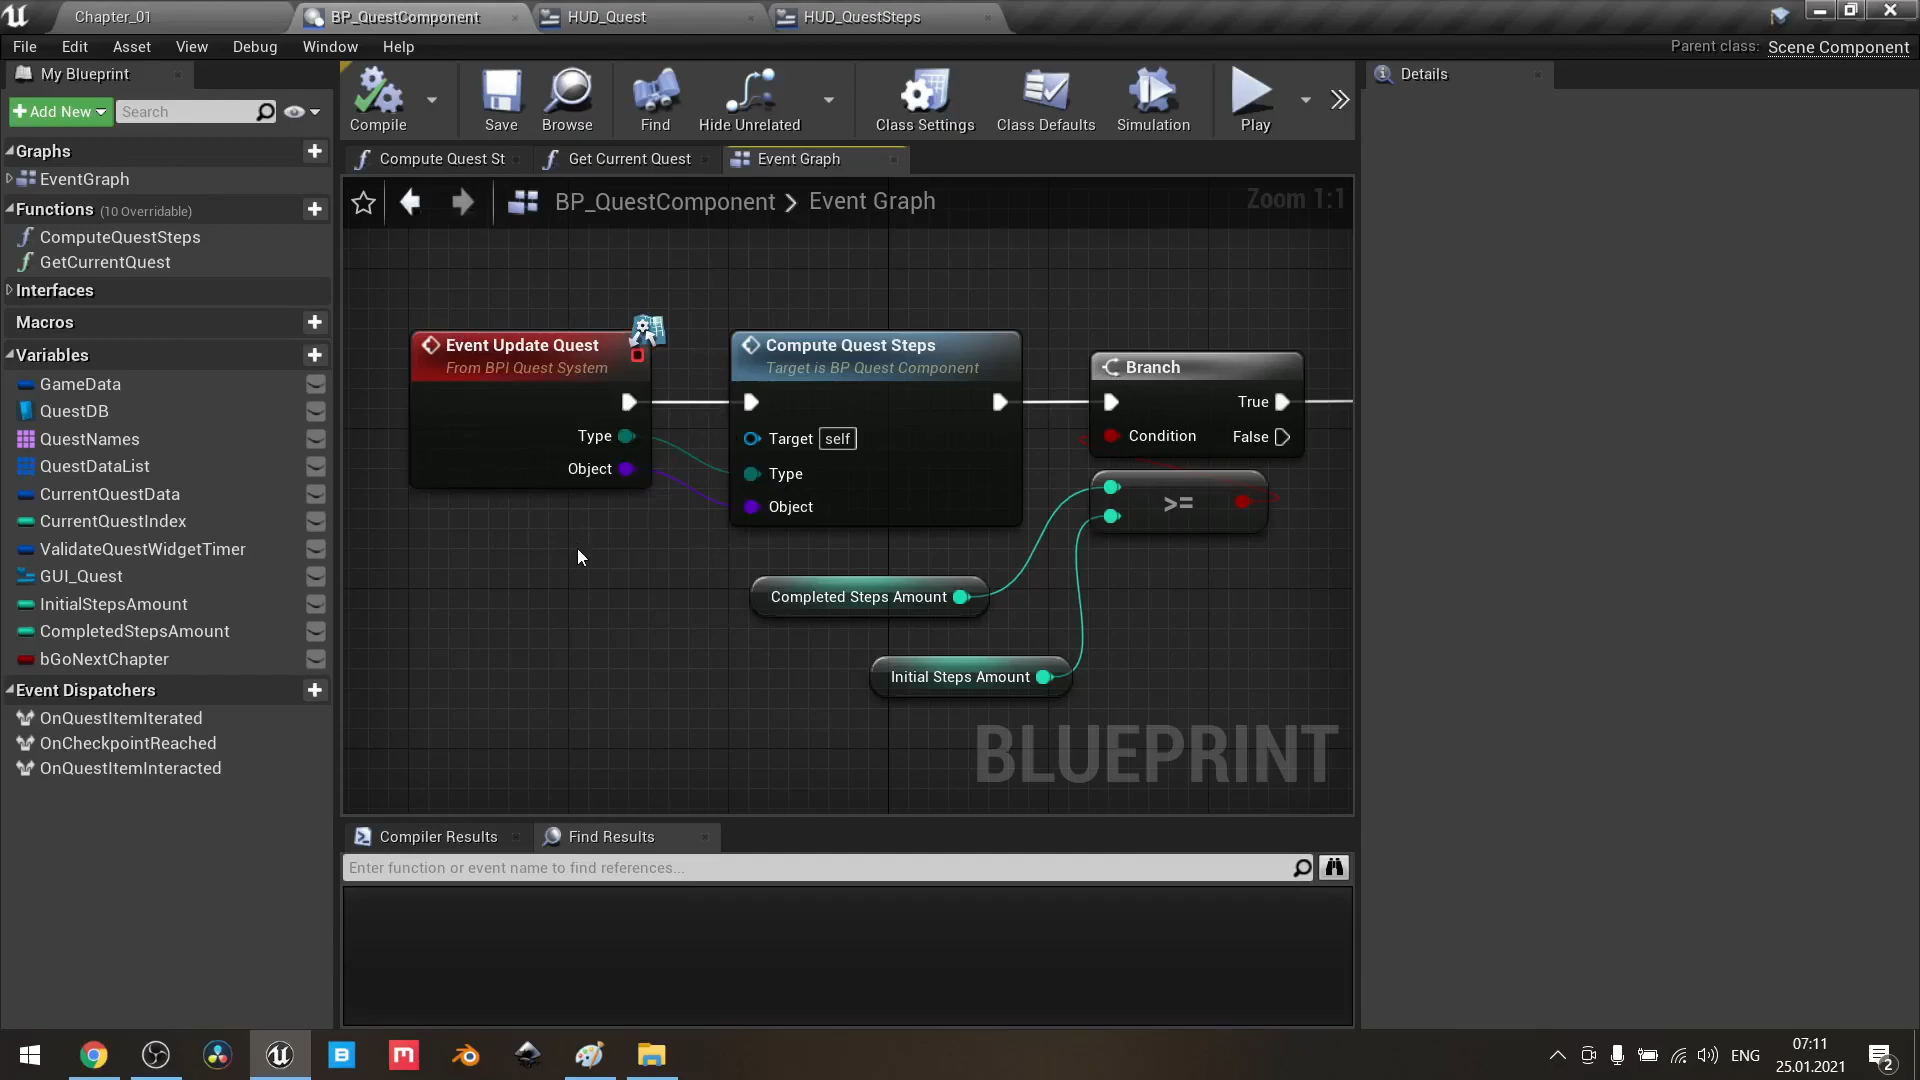 Chapter_01
BP_QuestComponent
HUD_Quest
HUD_QuestSteps
File Edit Asset View Debug Window Help
Parent class: Scene Component
My Blueprint
Add New
Search
Graphs
EventGraph
Functions (10 Overridable)
ComputeQuestSteps
GetCurrentQuest
Interfaces
Macros
Variables
GameData
QuestDB
QuestNames
QuestDataList
CurrentQuestData
CurrentQuestIndex
ValidateQuestWidgetTimer
GUI_Quest
InitialStepsAmount
CompletedStepsAmount
bGoNextChapter
Event Dispatchers
OnQuestItemIterated
OnCheckpointReached
OnQuestItemInteracted
Compile
Save
Browse
Find
Hide Unrelated
Class Settings
Class Defaults
Simulation
Play
Compute Quest St
Get Current Quest
Event Graph
BP_QuestComponent > Event Graph
Zoom 1:1
Event Update Quest
From BPI Quest System
Type
Object
Compute Quest Steps
Target is BP Quest Component
Target self
Type
Object
Branch
True
Condition False
>=
Completed Steps Amount
Initial Steps Amount
BLUEPRINT
Compiler Results
Find Results
Enter function or event name to find references...
Details
B
M
ENG
07:11
25.01.2021
2